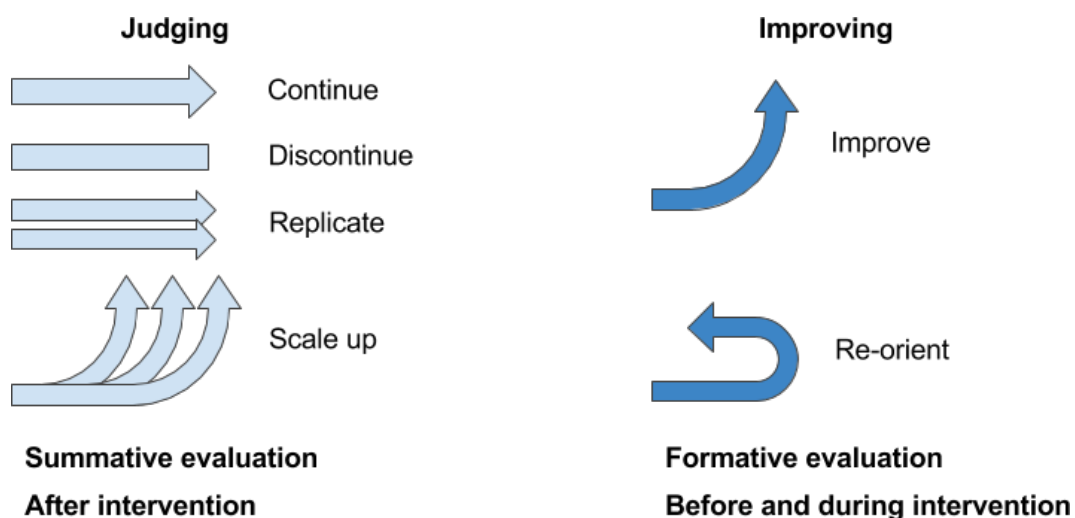 Judging
Continue
Discontinue
Replicate
Scale up
Summative evaluation
After intervention
Improving
Improve
Re-orient
Formative evaluation
Before and during intervention